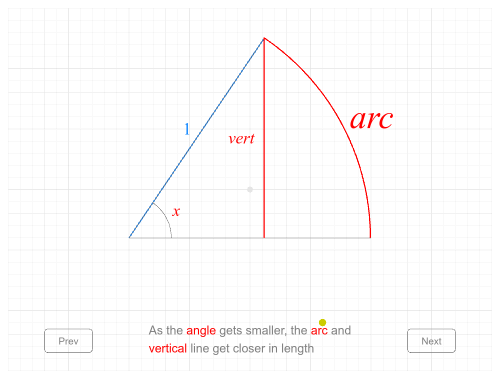 1
vert
arc
x
As the angle gets smaller, the arc and
vertical line get closer in length
Prev
Next